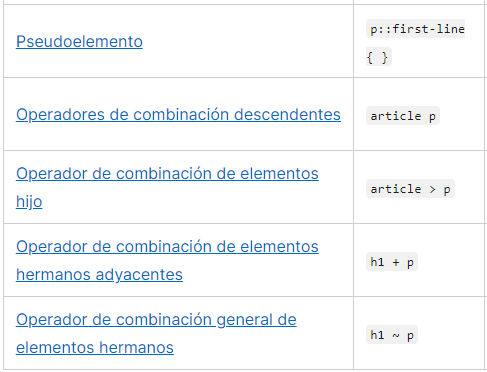 Pseudoelemento
p::first-line
{ }
Operadores de combinación descendentes
article p
Operador de combinación de elementos
hijo
article > p
Operador de combinación de elementos
hermanos adyacentes
h1 + p
Operador de combinación general de
elementos hermanos
h1 ~ p